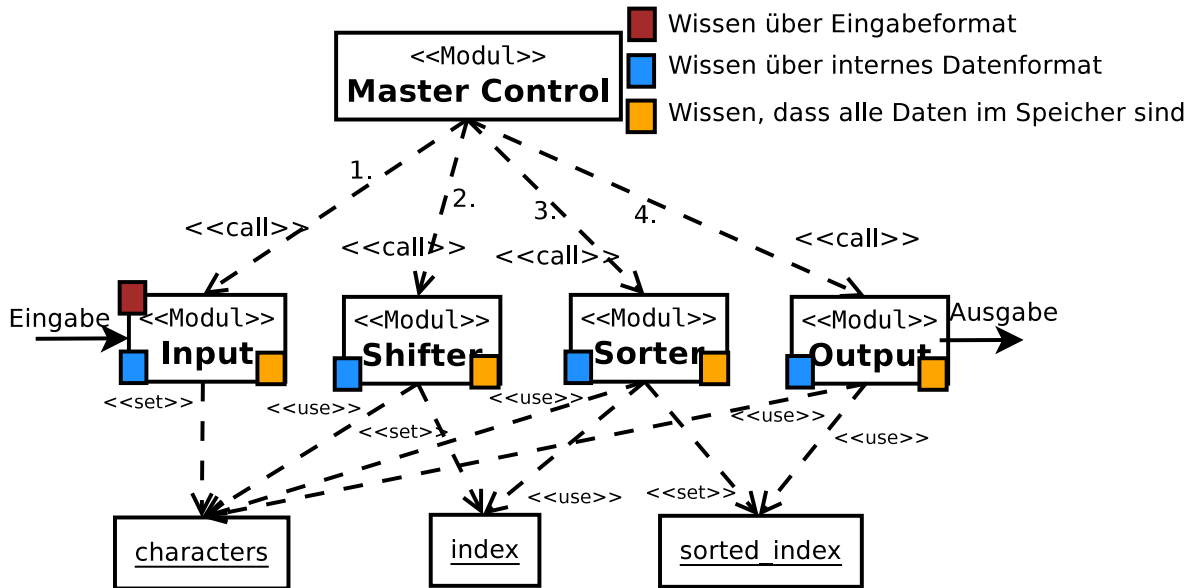 Wissen über Eingabeformat
<<Modul>>
Wissen über internes Datenformat
Master Control
Wissen, dass alle Daten im Speicher sind
1.
2.
3.
4.
<<call>>
<<call>>
<<call>>
<<call>>
Eingabe
<<Modul>>
Input
<<Modul>>
Shifter
<<Modul>>
Sorter
<<Modul>>
Output
Ausgabe
<<set>>
<<use>>
<<set>>
<<use>>
<<use>>
<<use>>
<<use>>
<<set>>
characters
index
sorted_index